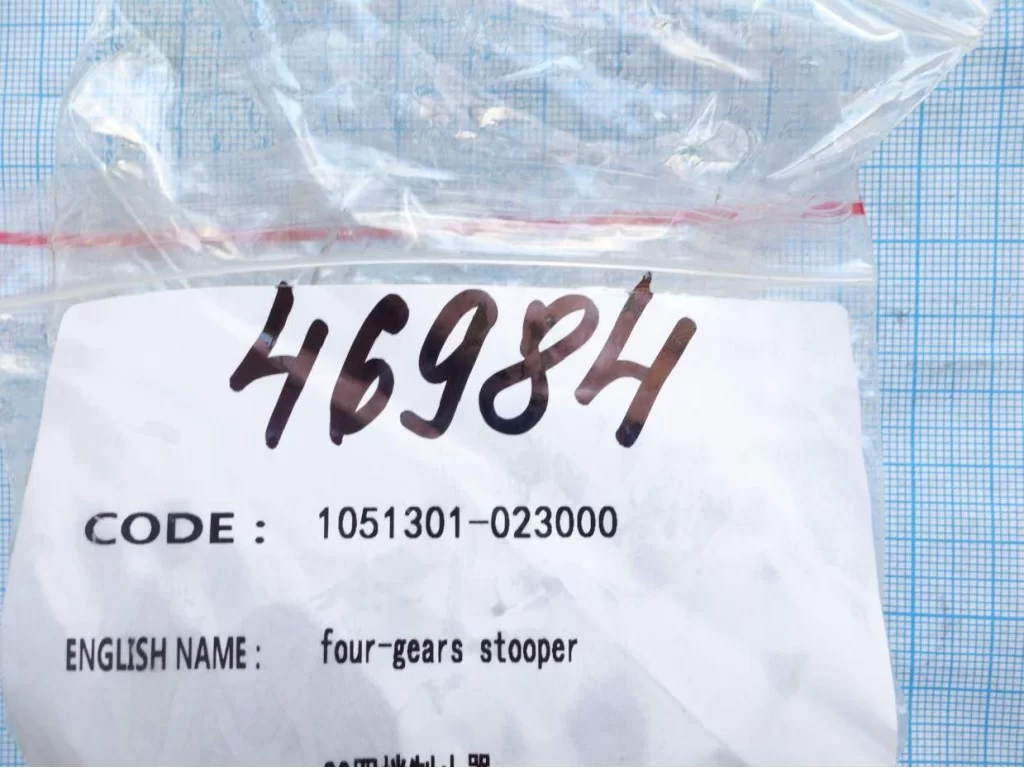 46984
CODE : 1051301-023000
ENGLISH NAME : four-gears stooper